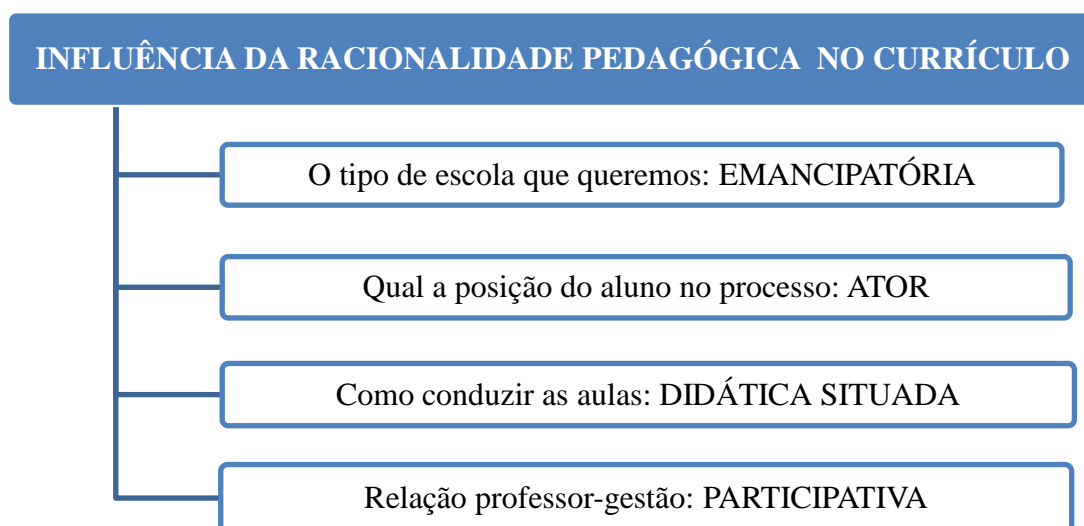 INFLUÊNCIA DA RACIONALIDADE PEDAGÓGICA NO CURRÍCULO
O tipo de escola que queremos: EMANCIPATÓRIA
Qual a posição do aluno no processo: ATOR
Como conduzir as aulas: DIDÁTICA SITUADA
Relação professor-gestão: PARTICIPATIVA